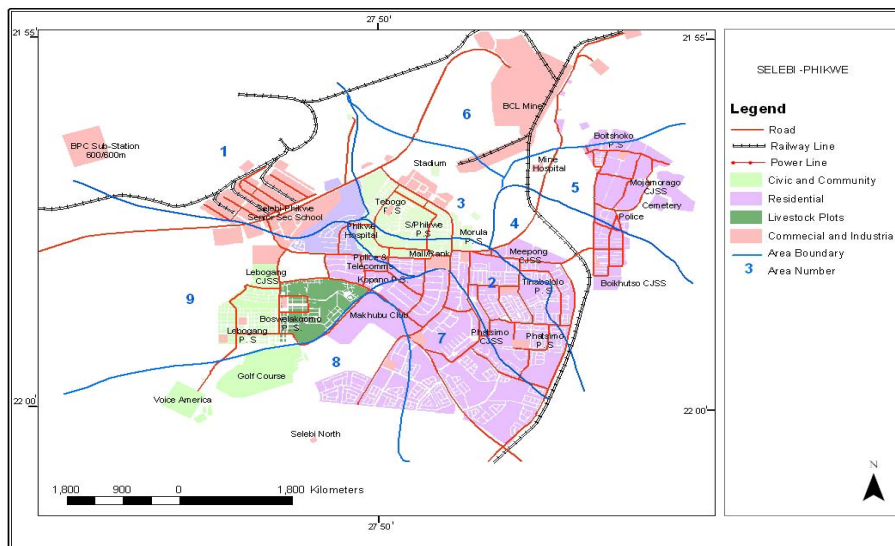 27 50'
21 55'
21 55'
SELEBI -PHIKWE
Legend
Road
Railway Line
Power Line
Civic and Community
Residential
Livestock Plots
Commecial and Industria
Area Boundary
3 Area Number
BCL Mine
6
BPC Sub-Station
600/600m
1
Boitshoko
P. S
Stadium
Mine
Hospital
5
Mojamorago
CJSS
Cemetery
Selebi-Phikwe
Senior Sec School
Tebogo
P. S
3
Police
Phikwe
Hospital
S/Phikwe
P. S
4
Morula
P. S
Mall/Bank
Meepong
CJSS
Police &
Telecomms
Lebogang
CJSS
Kopano P. S
2
P. S
Boikhutso CJSS
9
Makhubu Club
P. S
Lebogang
P. S
7
Phatsimo
CJSS
Phatsimo
P. S
8
Golf Course
Voice America
22 00'
22 00'
Selebi North
1,800 900 0 1,800 Kilometers
N
27 50'